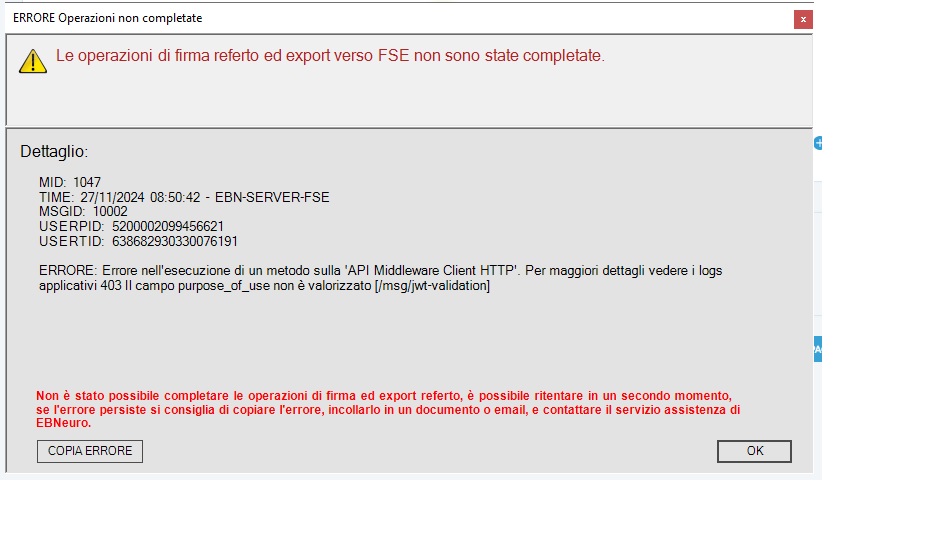 ERRORE Operazioni non completate
x
Le operazioni di firma referto ed export verso FSE non sono state completate.
Dettaglio:
MID: 1047
TIME: 27/11/2024 08:50:42 - EBN-SERVER-FSE
MSGID: 10002
USERPID: 5200002099456621
USERTID: 638682930330076191
ERRORE: Errore nell'esecuzione di un metodo sulla 'API Middleware Client HTTP'. Per maggiori dettagli vedere i logs
applicativi 403 Il campo purpose_of_use non è valorizzato [/msg/jwt-validation]
Non è stato possibile completare le operazioni di firma ed export referto, è possibile ritentare in un secondo momento,
se l'errore persiste si consiglia di copiare l'errore, incollarlo in un documento o email, e contattare il servizio assistenza di
EBNeuro.
COPIA ERRORE
OK